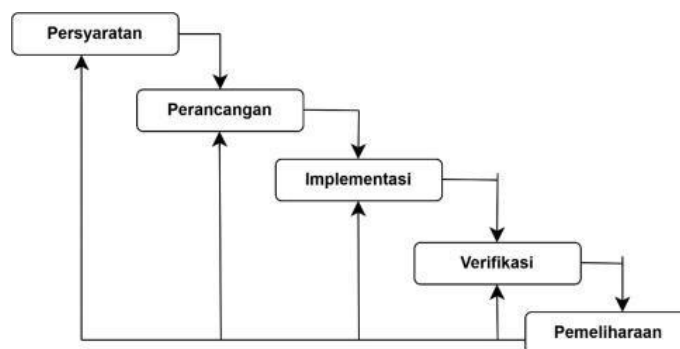 Persyaratan
Perancangan
Implementasi
Verifikasi
Pemeliharaan